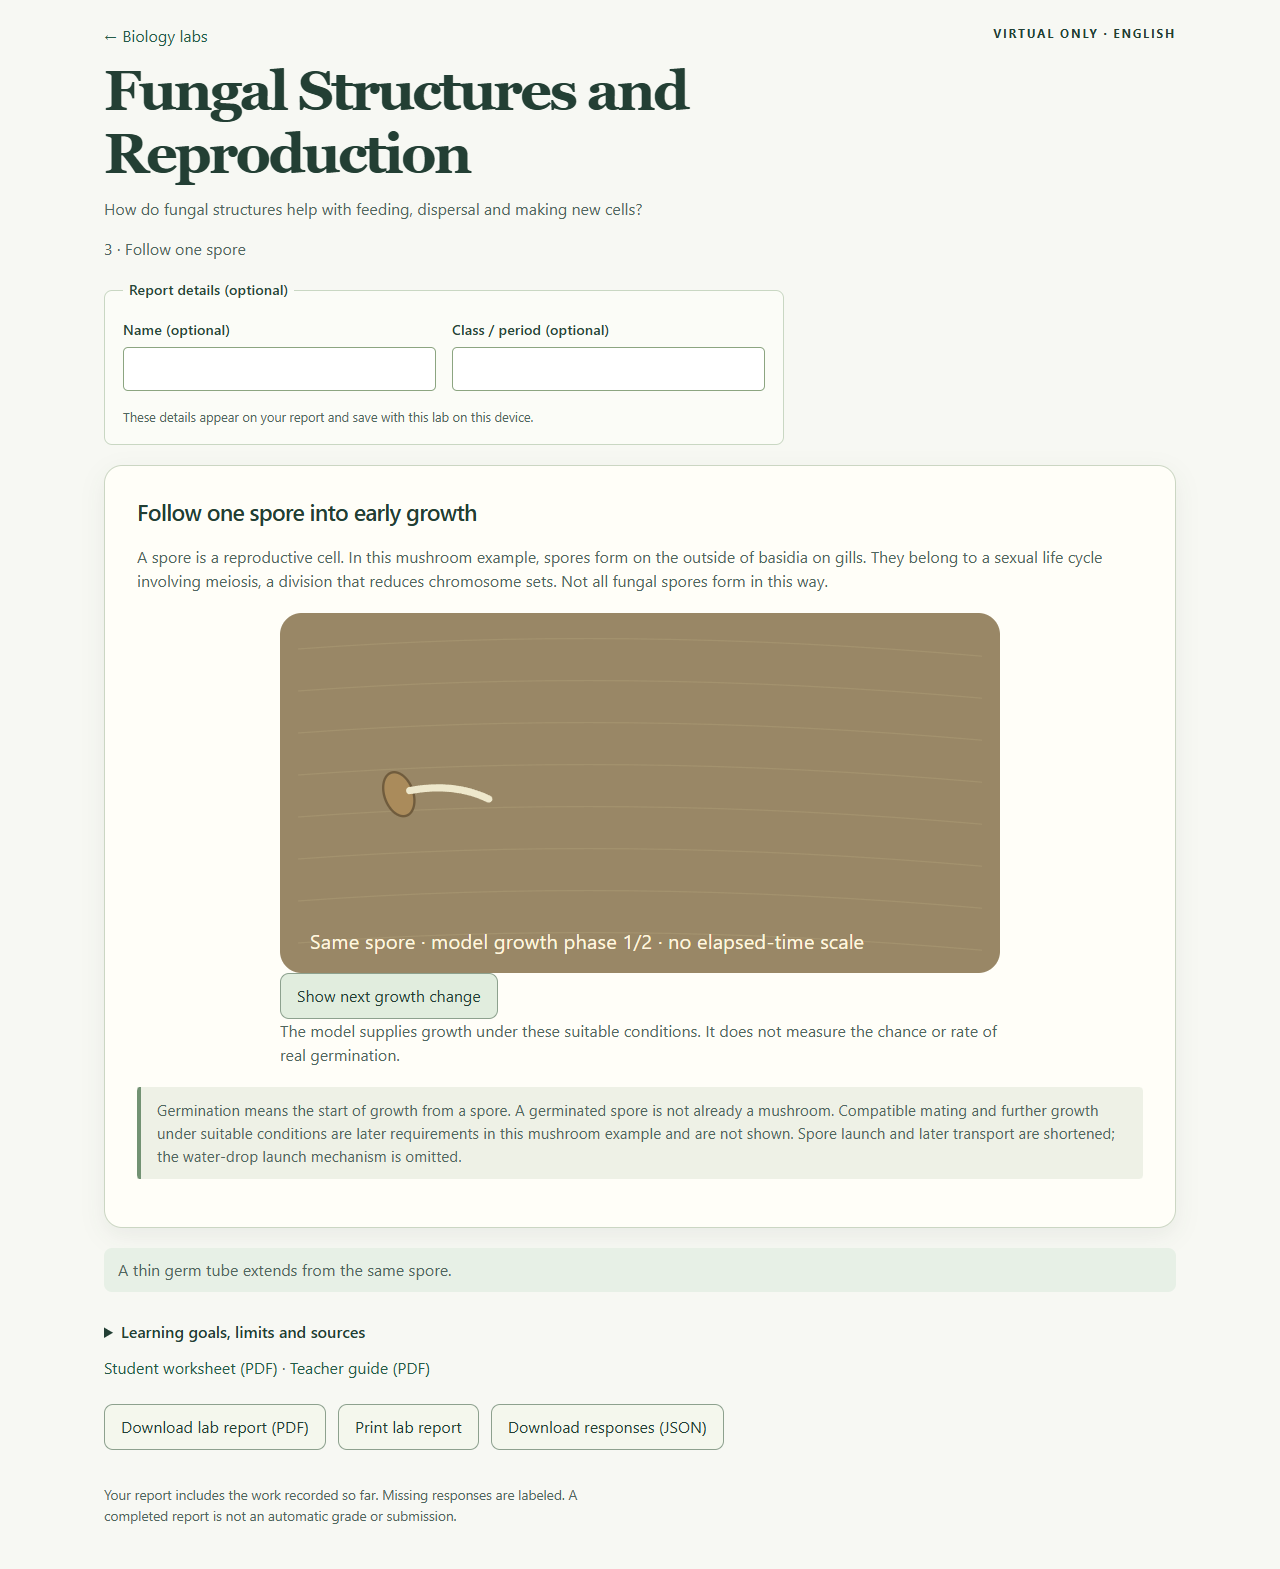 ← Biology labs
VIRTUAL ONLY · ENGLISH
Fungal Structures and
Reproduction
How do fungal structures help with feeding, dispersal and making new cells?
3 · Follow one spore
Report details (optional)
Name (optional)
Class / period (optional)
These details appear on your report and save with this lab on this device.
Follow one spore into early growth
A spore is a reproductive cell. In this mushroom example, spores form on the outside of basidia on gills. They belong to a sexual life cycle
involving meiosis, a division that reduces chromosome sets. Not all fungal spores form in this way.
Same spore · model growth phase 1/2 · no elapsed-time scale
Show next growth change
The model supplies growth under these suitable conditions. It does not measure the chance or rate of
real germination.
Germination means the start of growth from a spore. A germinated spore is not already a mushroom. Compatible mating and further growth
under suitable conditions are later requirements in this mushroom example and are not shown. Spore launch and later transport are shortened;
the water-drop launch mechanism is omitted.
A thin germ tube extends from the same spore.
▶ Learning goals, limits and sources
Student worksheet (PDF) · Teacher guide (PDF)
Download lab report (PDF)
Print lab report
Download responses (JSON)
Your report includes the work recorded so far. Missing responses are labeled. A
completed report is not an automatic grade or submission.